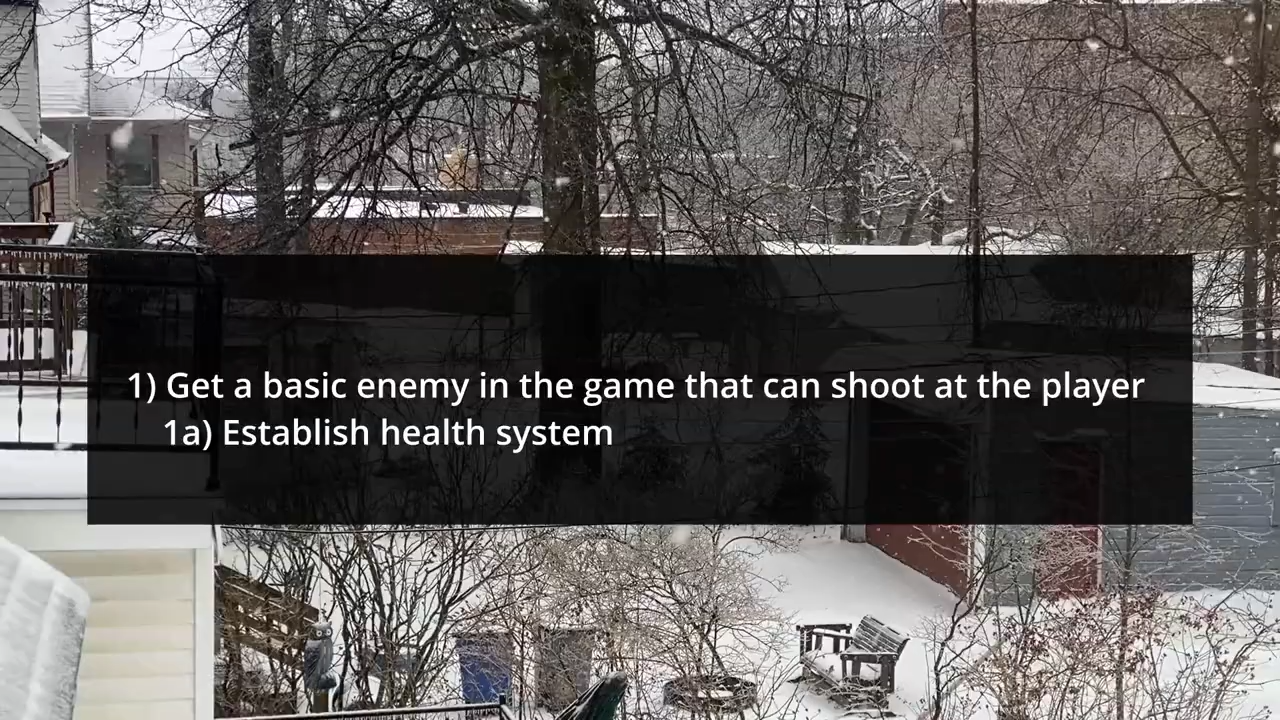 1) Get a basic enemy in the game that can shoot at the player
1a) Establish health system